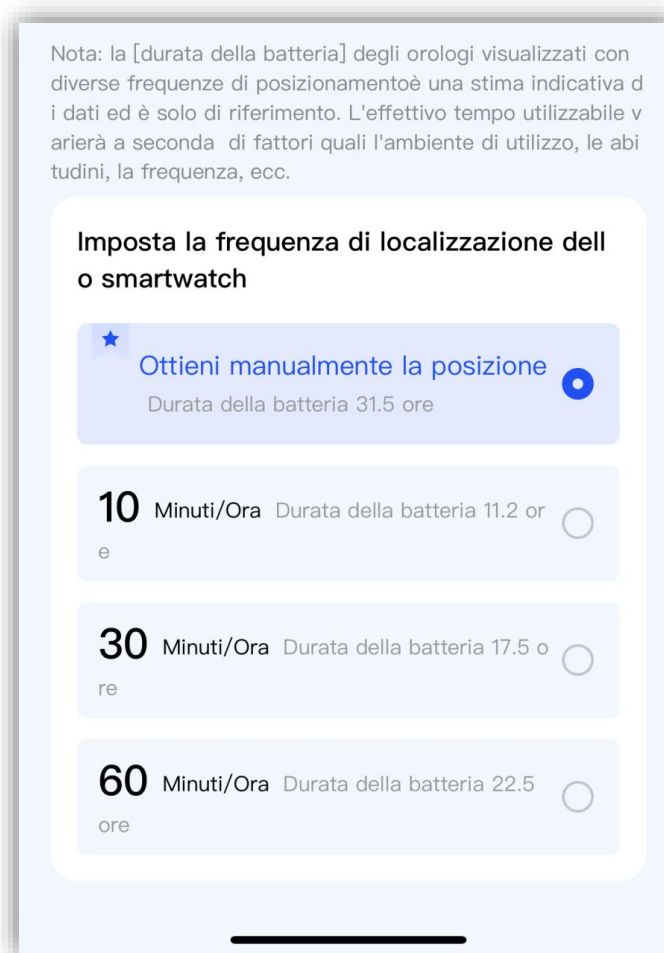 Nota: la [durata della batteria] degli orologi visualizzati con
diverse frequenze di posizionamentoè una stima indicativa d
i dati ed è solo di riferimento. L'effettivo tempo utilizzabile v
arierà a seconda  di fattori quali l'ambiente di utilizzo, le abi
tudini, la frequenza, ecc.
Imposta la frequenza di localizzazione dell
o smartwatch
Ottieni manualmente la posizione
Durata della batteria 31.5 ore
10 Minuti/Ora Durata della batteria 11.2 or
e
30 Minuti/Ora Durata della batteria 17.5 o
re
60 Minuti/Ora Durata della batteria 22.5
ore